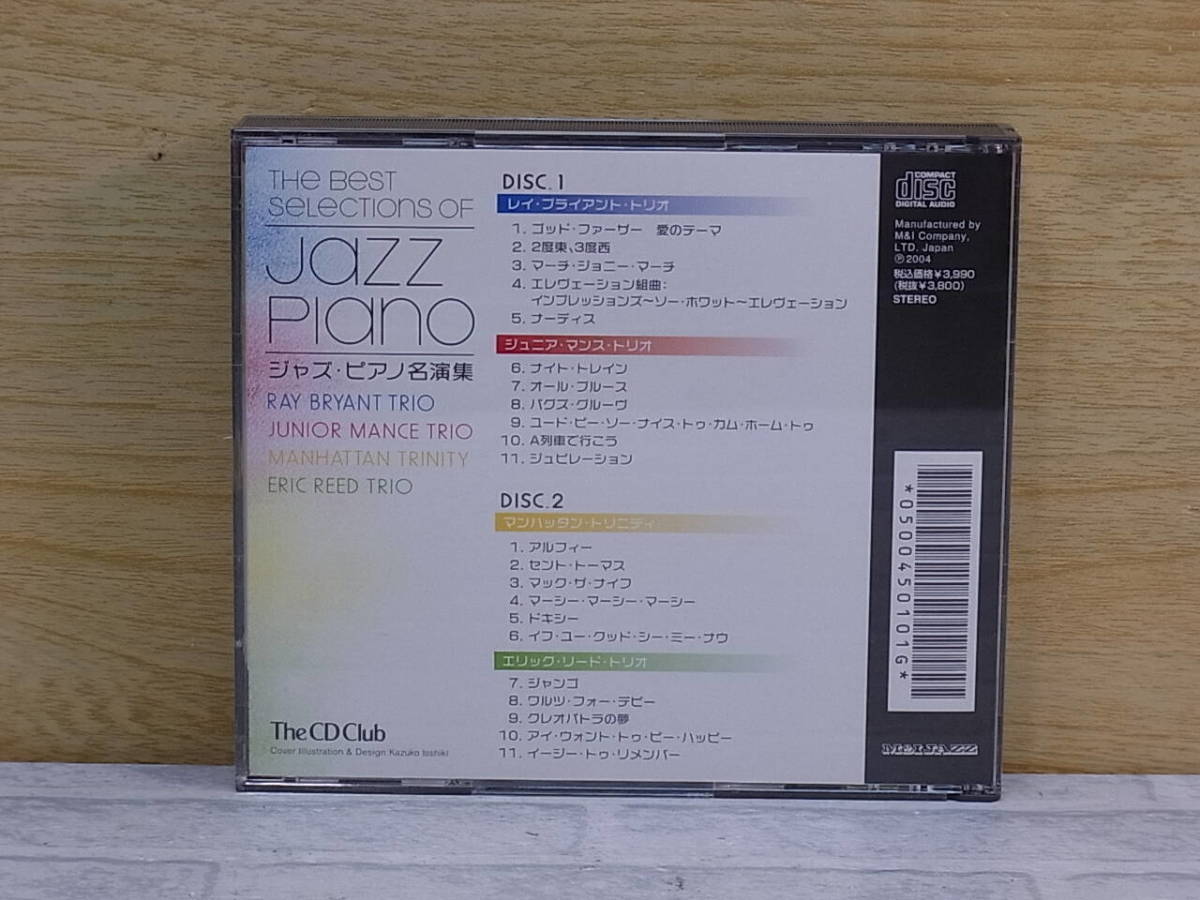 THE BEST
SELECTIONS OF
Jazz
Piano
ジャズ・ピアノ名演集
RAY BRYANT TRIO
JUNIOR MANCE TRIO
MANHATTAN TRINITY
ERIC REED TRIO
The CD Club
Cover Illustration & Design Kazuko Isshiki
DISC. 1
レイ・ブライアント・トリオ
1. ゴッド・ファーザー 愛のテーマ
2. 2度東、3度西
3. マーチ・ジョニー・マーチ
4. エレヴェーション組曲:
インプレッションズ~ソー・ホワット~エレヴェーション
5. ナーディス
ジュニア・マンス・トリオ
6. ナイト・トレイン
7. オール・ブルース
8. バグズ・グルーヴ
9. ユード・ビー・ソー・ナイス・トゥ・カム・ホーム・トゥ
10. A列車で行こう
11. ジュビレーション
DISC. 2
マンハッタン・トリニティ
1. アルフィー
2. セント・トーマス
3. マック・ザ・ナイフ
4. マーシー・マーシー・マーシー
5. ドキシー
6. イフ・ユー・クッド・シー・ミー・ナウ
エリック・リード・トリオ
7. ジャンゴ
8. ワルツ・フォー・デビー
9. クレオパトラの夢
10. アイ・ウォント・トゥ・ビー・ハッピー
11. イージー・トゥ・リメンバー
COMPACT
disc
DIGITAL AUDIO
Manufactured by
M&I Company,
LTD. Japan
℗2004
税込価格¥3,990
(税抜¥3,800)
STEREO
*0500450101G*
M&I JAZZ